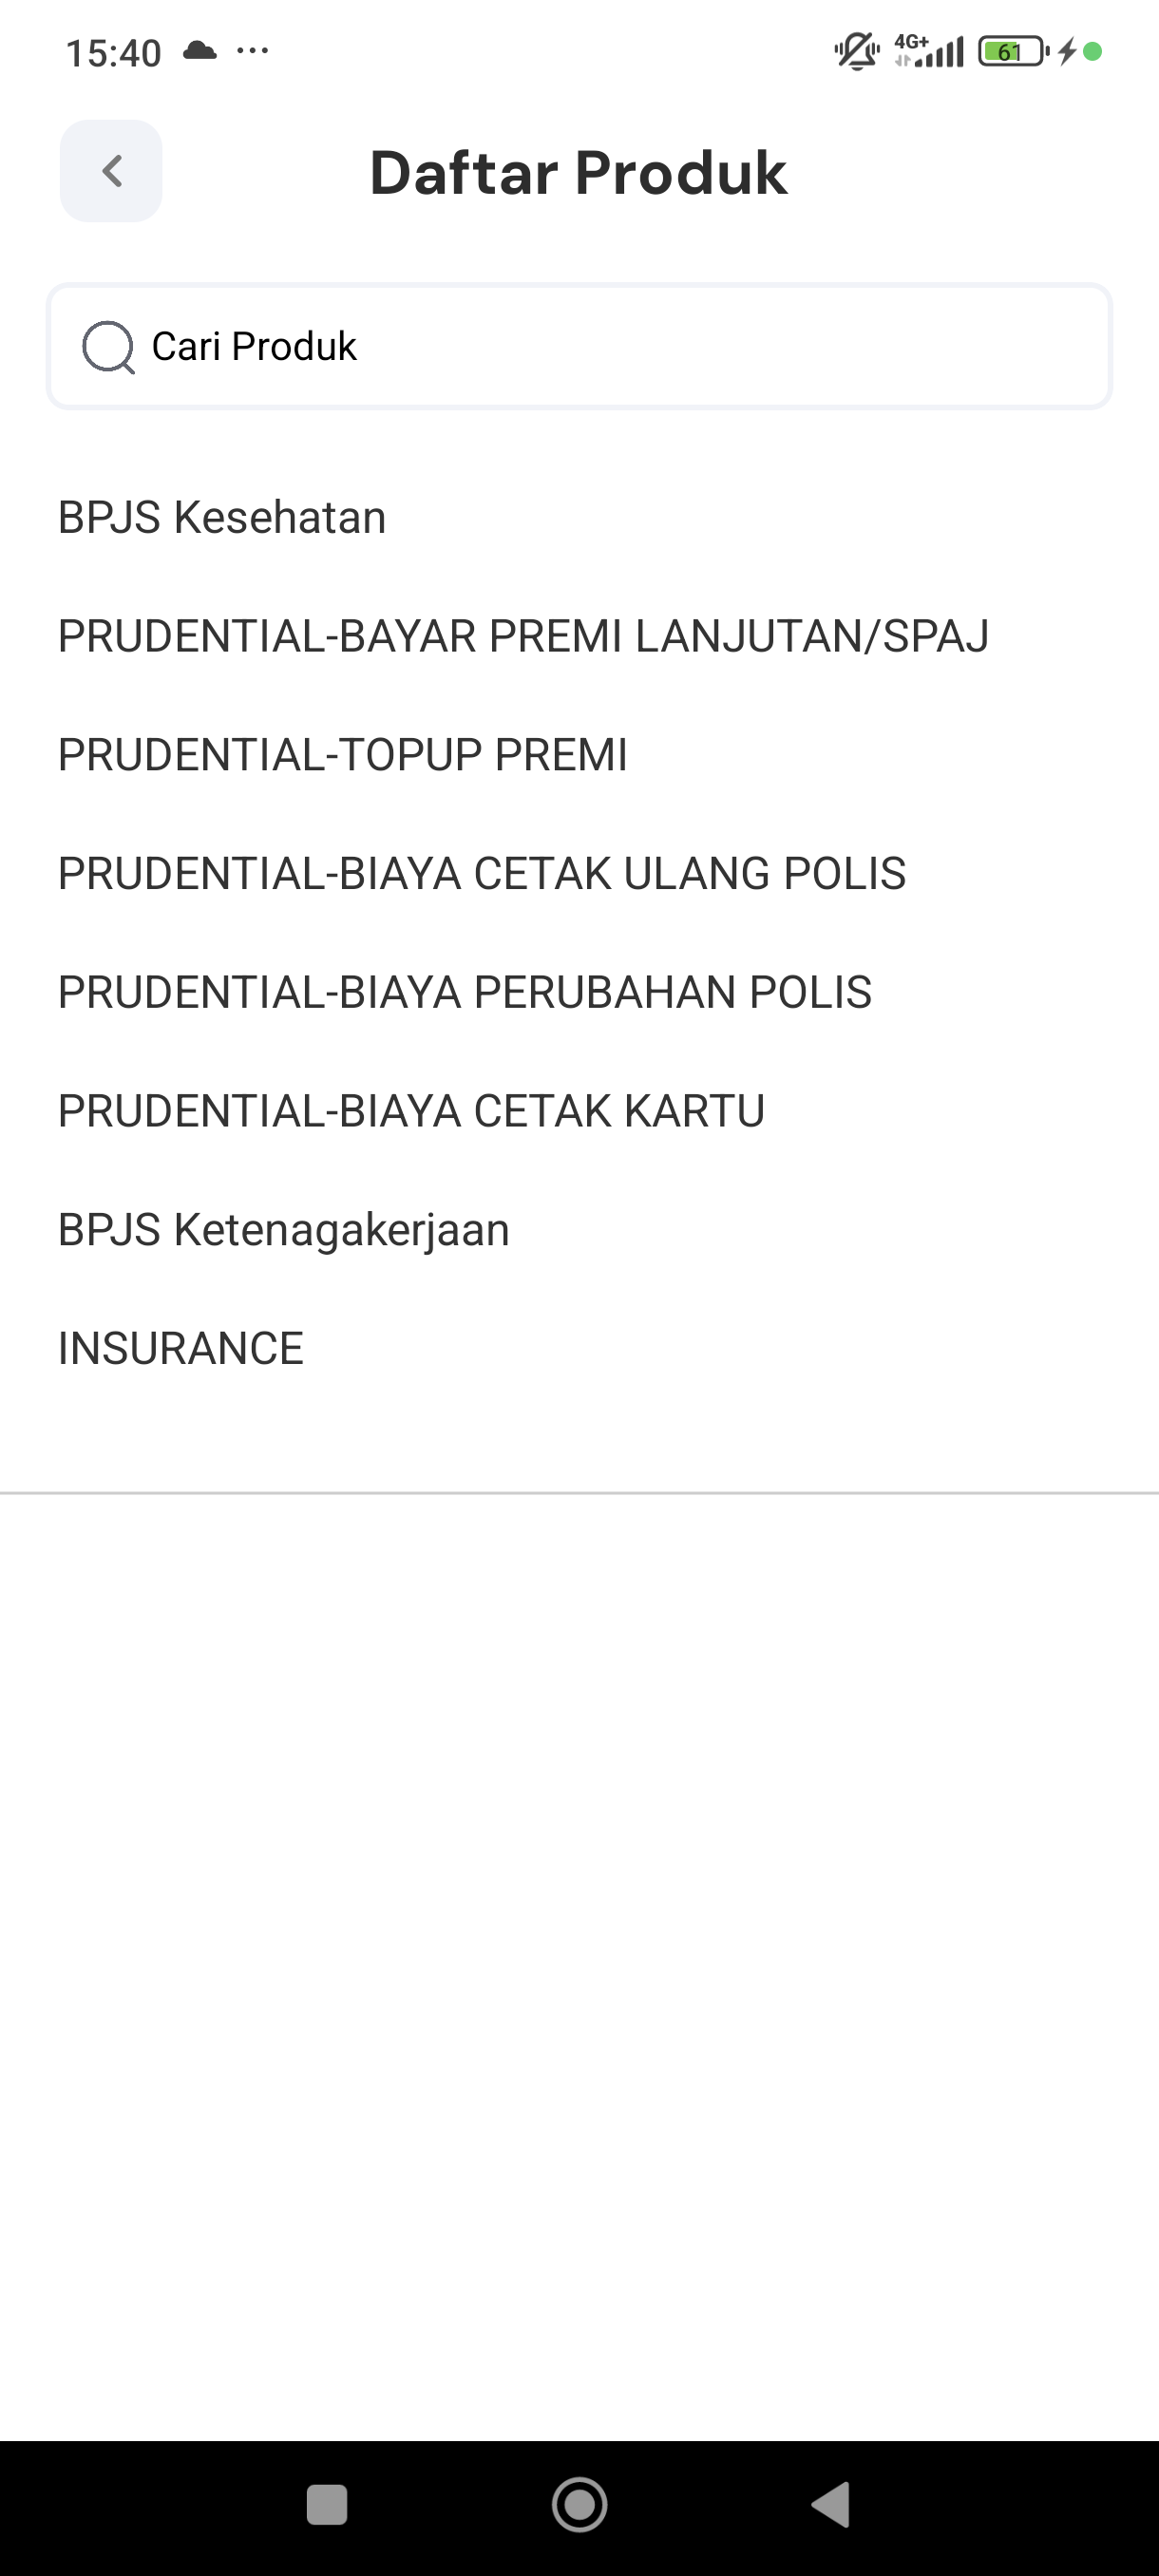 15:40
4G+
61
Daftar Produk
Cari Produk
BPJS Kesehatan
PRUDENTIAL-BAYAR PREMI LANJUTAN/SPAJ
PRUDENTIAL-TOPUP PREMI
PRUDENTIAL-BIAYA CETAK ULANG POLIS
PRUDENTIAL-BIAYA PERUBAHAN POLIS
PRUDENTIAL-BIAYA CETAK KARTU
BPJS Ketenagakerjaan
INSURANCE